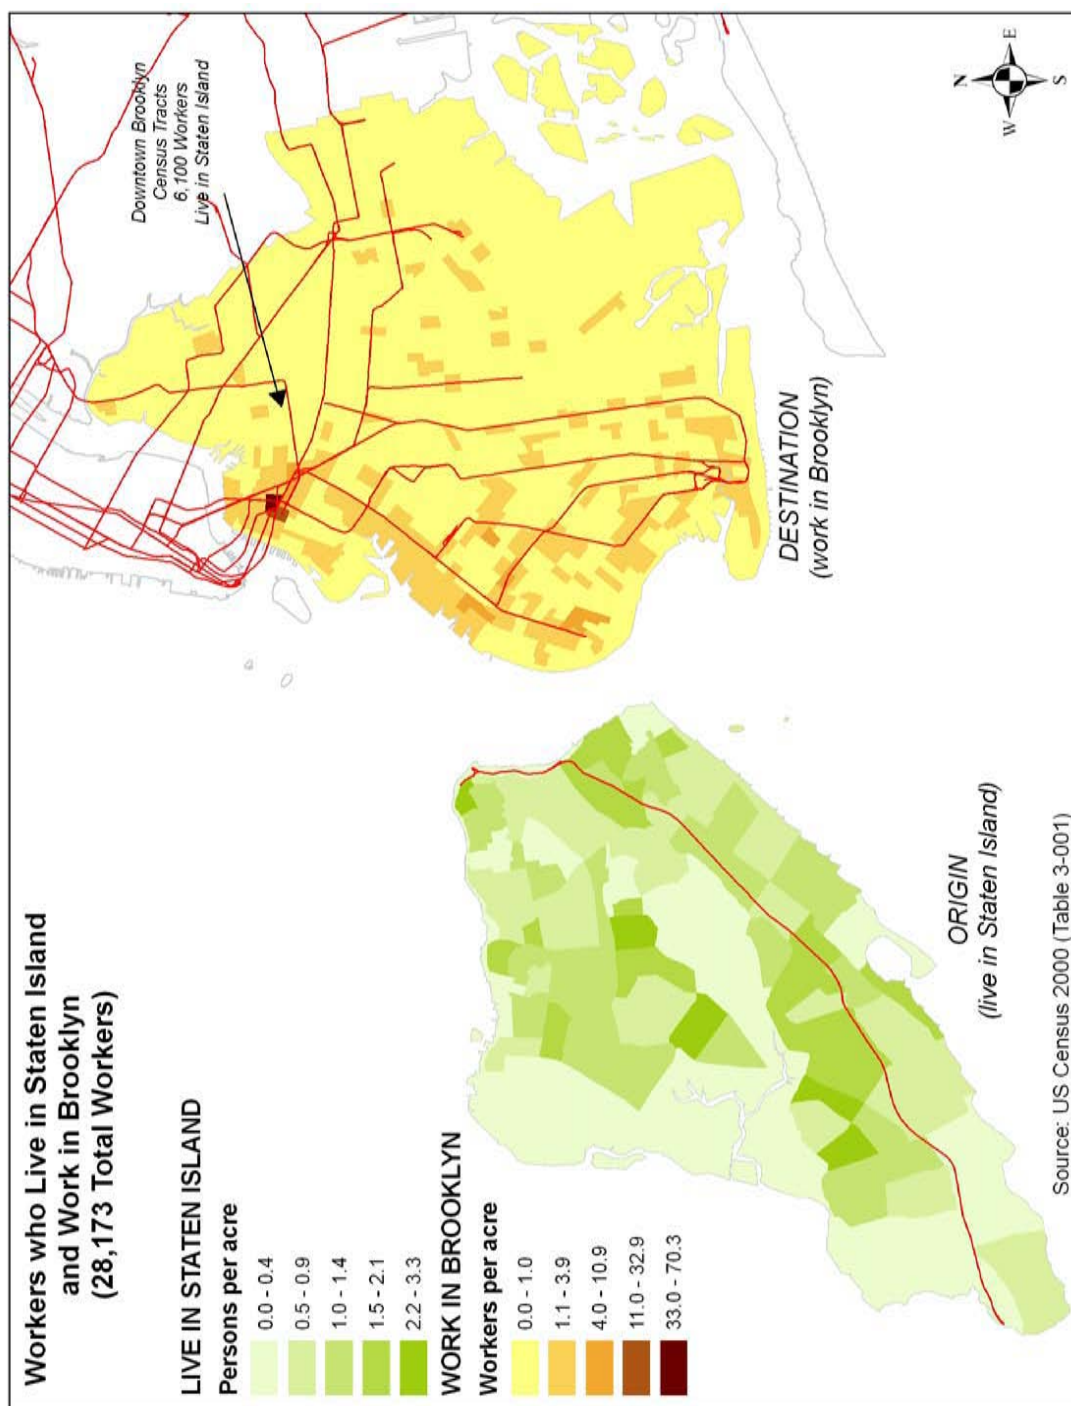 Workers who Live in Staten Island
and Work in Brooklyn
(28,173 Total Workers)
LIVE IN STATEN ISLAND
Persons per acre
0.0 - 0.4
0.5 - 0.9
1.0 - 1.4
1.5 - 2.1
2.2 - 3.3
WORK IN BROOKLYN
Workers per acre
0.0 - 1.0
1.1 - 3.9
4.0 - 10.9
11.0 - 32.9
33.0 - 70.3
Downtown Brooklyn
Census Tracts
6,100 Workers
Live in Staten Island
DESTINATION
(work in Brooklyn)
ORIGIN
(live in Staten Island)
N
W
E
S
Source: US Census 2000 (Table 3-001)